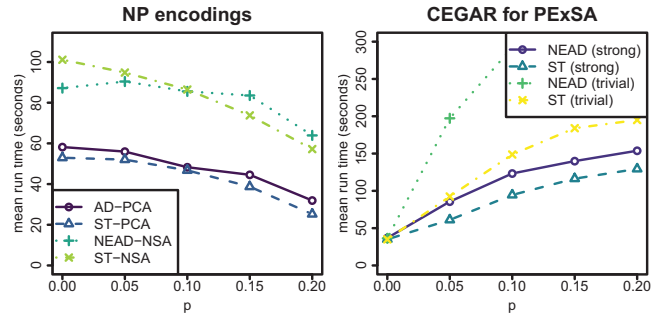 NP encodings
mean run time (seconds)
0 20 40 60 80 100
AD−PCA
ST−PCA
NEAD−NSA
ST−NSA
0.00 0.05 0.10 0.15 0.20
p
CEGAR for PExSA
mean run time (seconds)
0 50 100 150 200 250 300
NEAD (strong)
ST (strong)
NEAD (trivial)
ST (trivial)
0.00 0.05 0.10 0.15 0.20
p